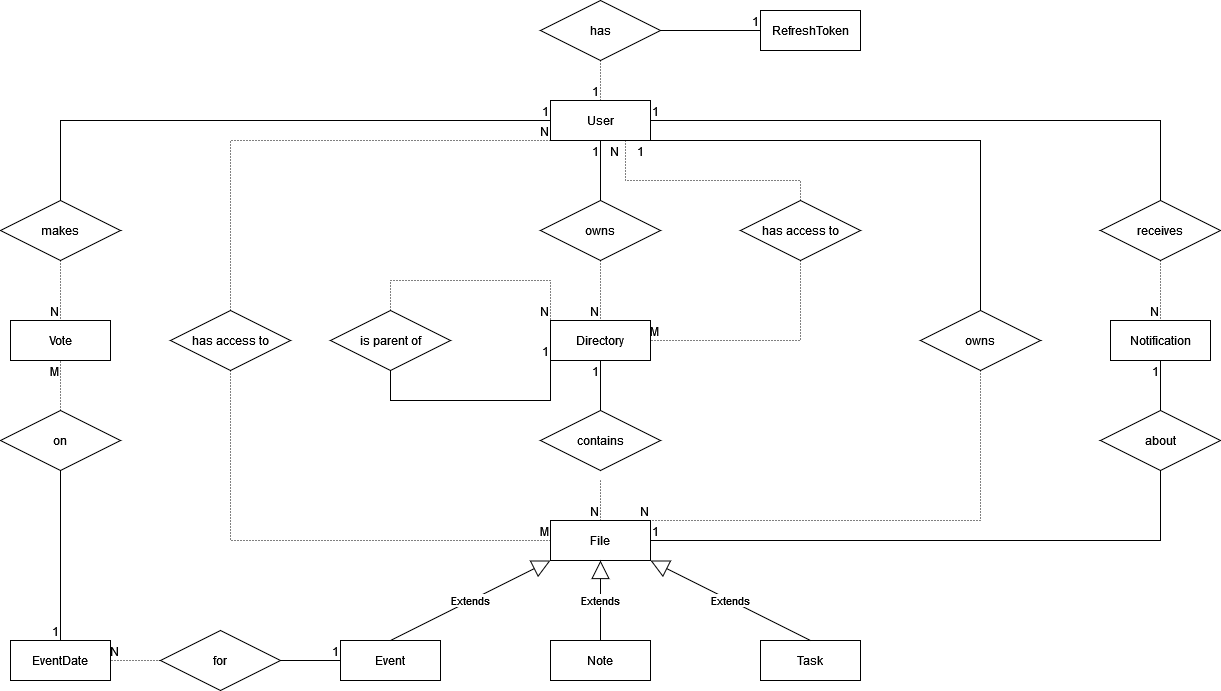 has
1
RefreshToken
1
1
User
1
N
1
N
1
makes
owns
has access to
receives
N
N
N
N
Vote
has access to
is parent of
Directory
M
owns
Notification
1
M
1
1
on
contains
about
N
N
M
File
1
Extends
Extends
Extends
1
EventDate
N
for
1
Event
Note
Task